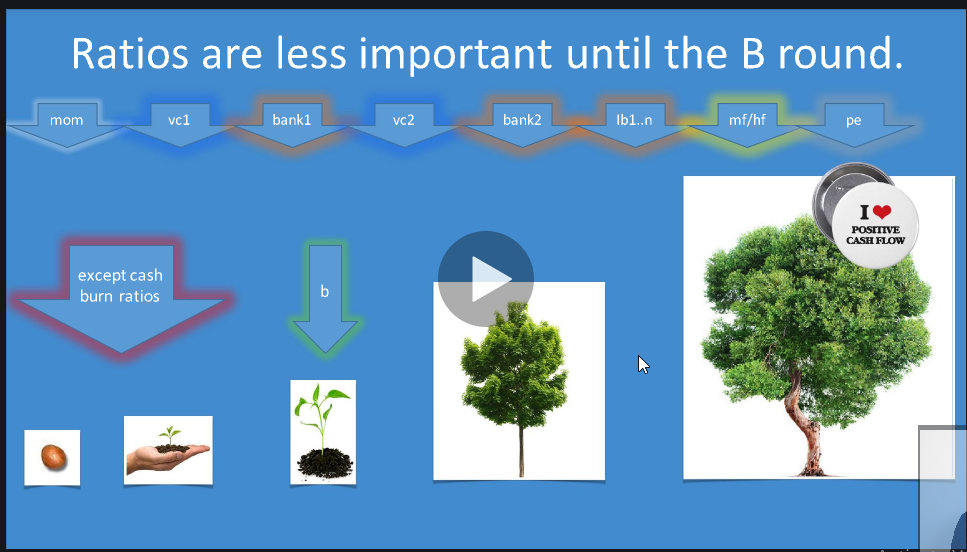 Ratios are less important until the B round.
mom
vc1
bank1
vc2
bank2
Ib1..n
mf/hf
pe
I
POSITIVE
CASH FLOW
except cash
burn ratios
b